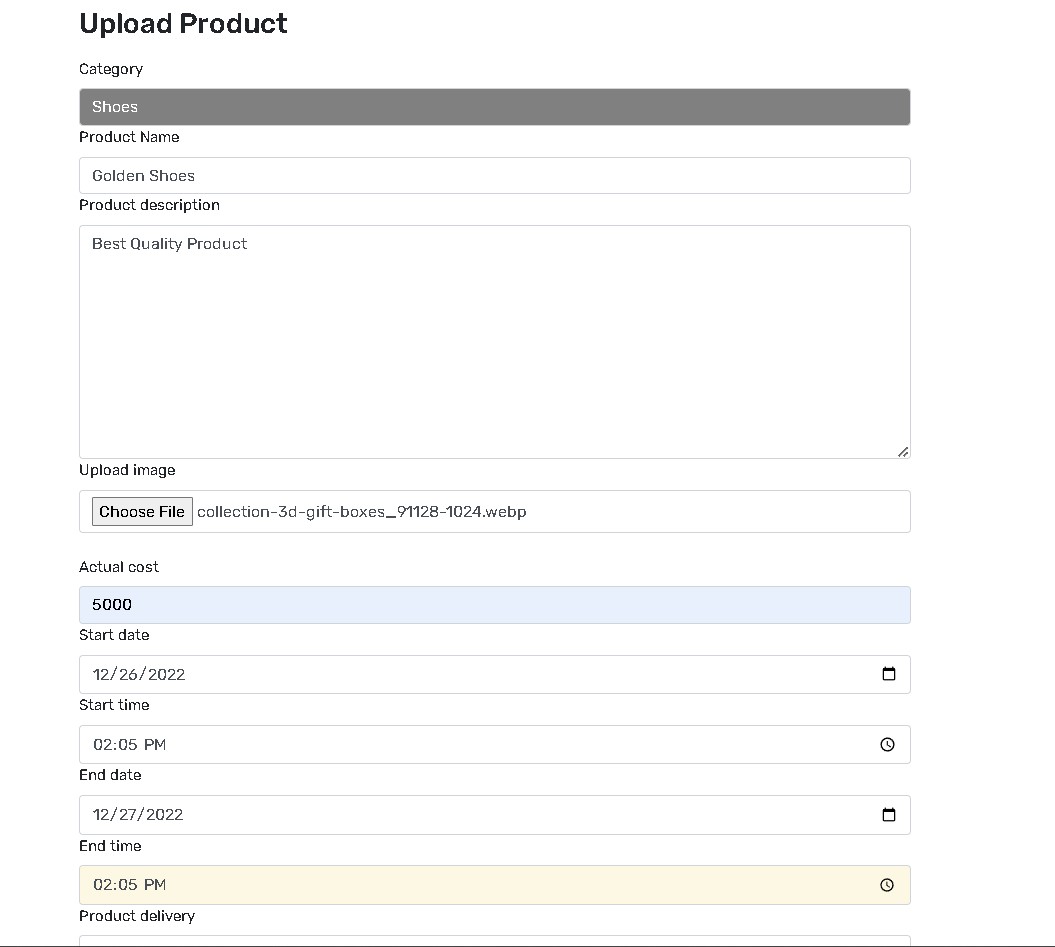 Upload Product
Category
Shoes
Product Name
Golden Shoes
Product description
Best Quality Product
Upload image
Choose File collection-3d-gift-boxes_91128-1024.webp
Actual cost
5000
Start date
12/26/2022
Start time
02:05 PM
End date
12/27/2022
End time
02:05 PM
Product delivery